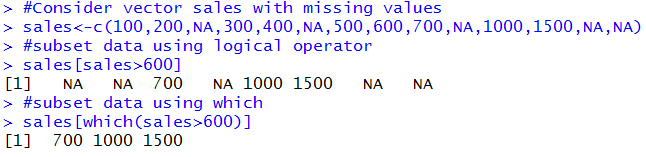 > #Consider vector sales with missing values
> sales<-c(100,200,NA,300,400,NA,500,600,700,NA,1000,1500,NA,NA)
> #subset data using logical operator
> sales[sales>600]
[1]   NA   NA  700   NA 1000 1500   NA   NA
> #subset data using which
> sales[which(sales>600)]
[1]  700 1000 1500